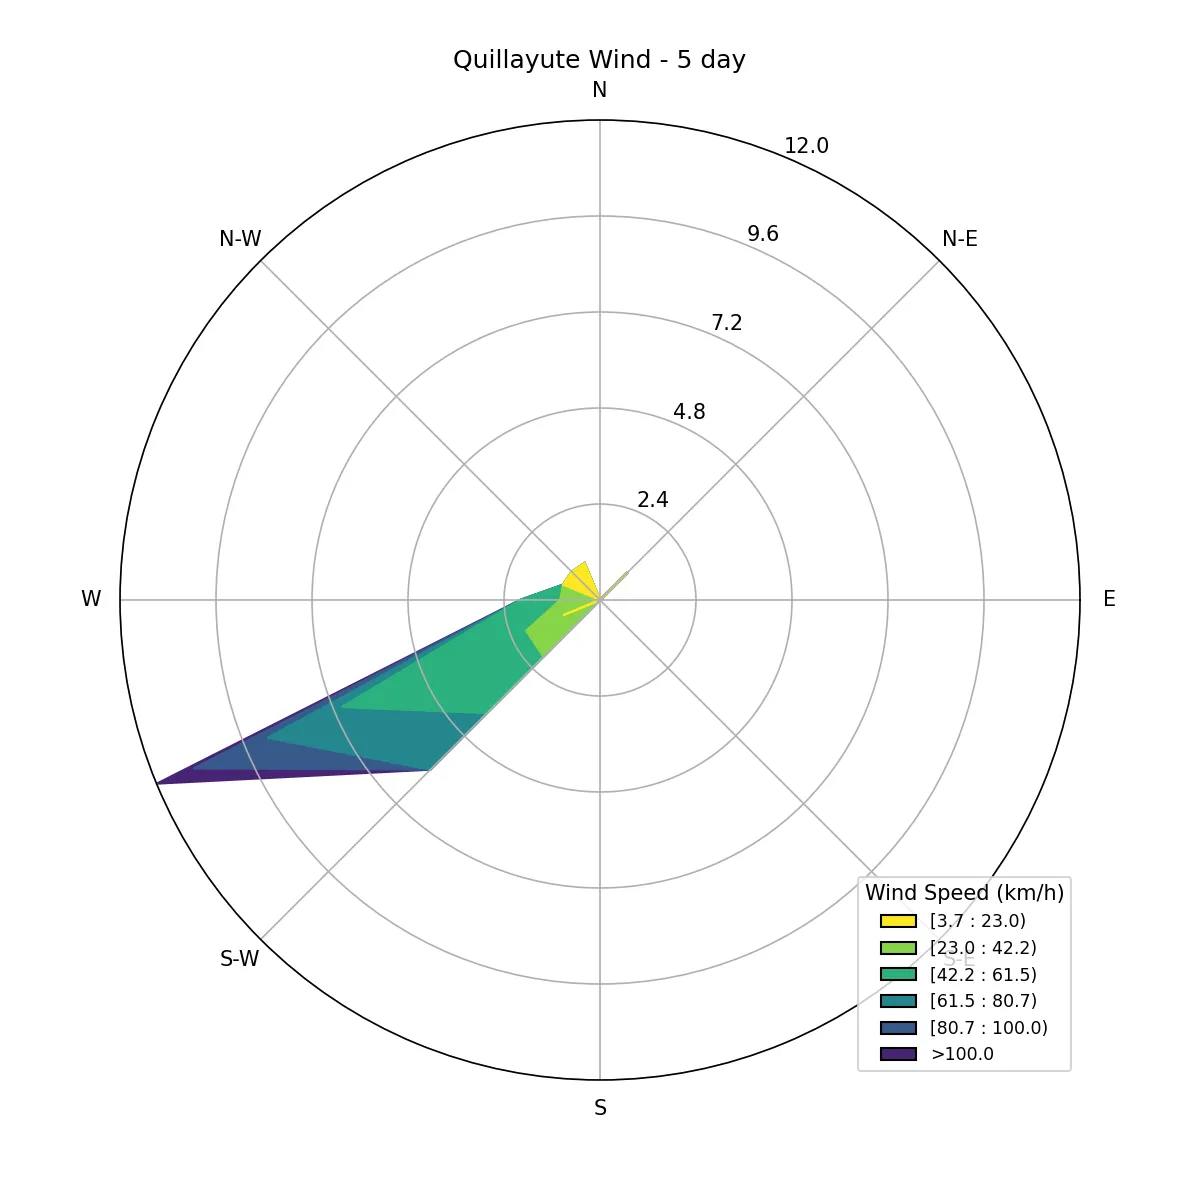 Quillayute Wind - 5 day
N
12.0
N-W
9.6
N-E
7.2
4.8
2.4
W
E
S-W
S-E
S
Wind Speed (km/h)
[3.7 : 23.0)
[23.0 : 42.2)
[42.2 : 61.5)
[61.5 : 80.7)
[80.7 : 100.0)
>100.0